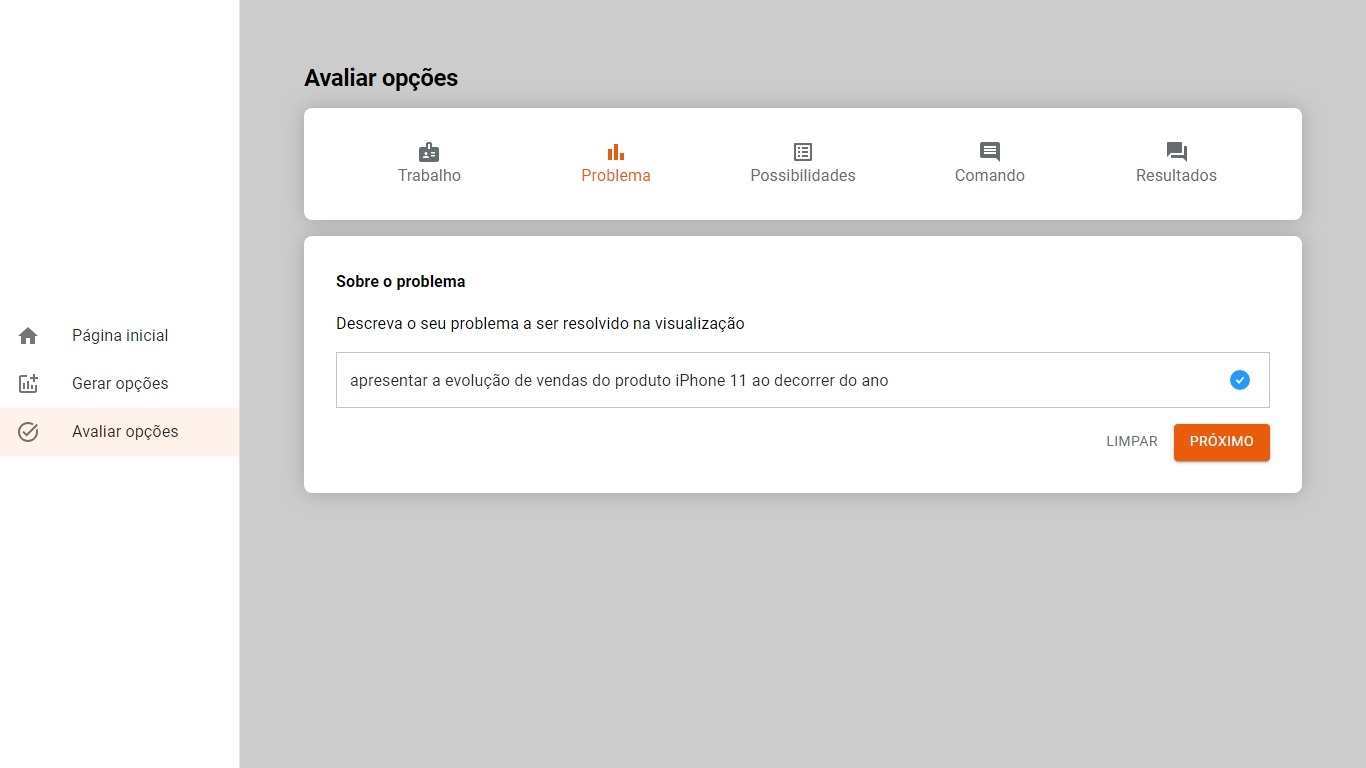 Avaliar opções
Trabalho
Problema
Possibilidades
Comando
Resultados
Sobre o problema
Descreva o seu problema a ser resolvido na visualização
apresentar a evolução de vendas do produto iPhone 11 ao decorrer do ano
LIMPAR
PRÓXIMO
Página inicial
Gerar opções
Avaliar opções